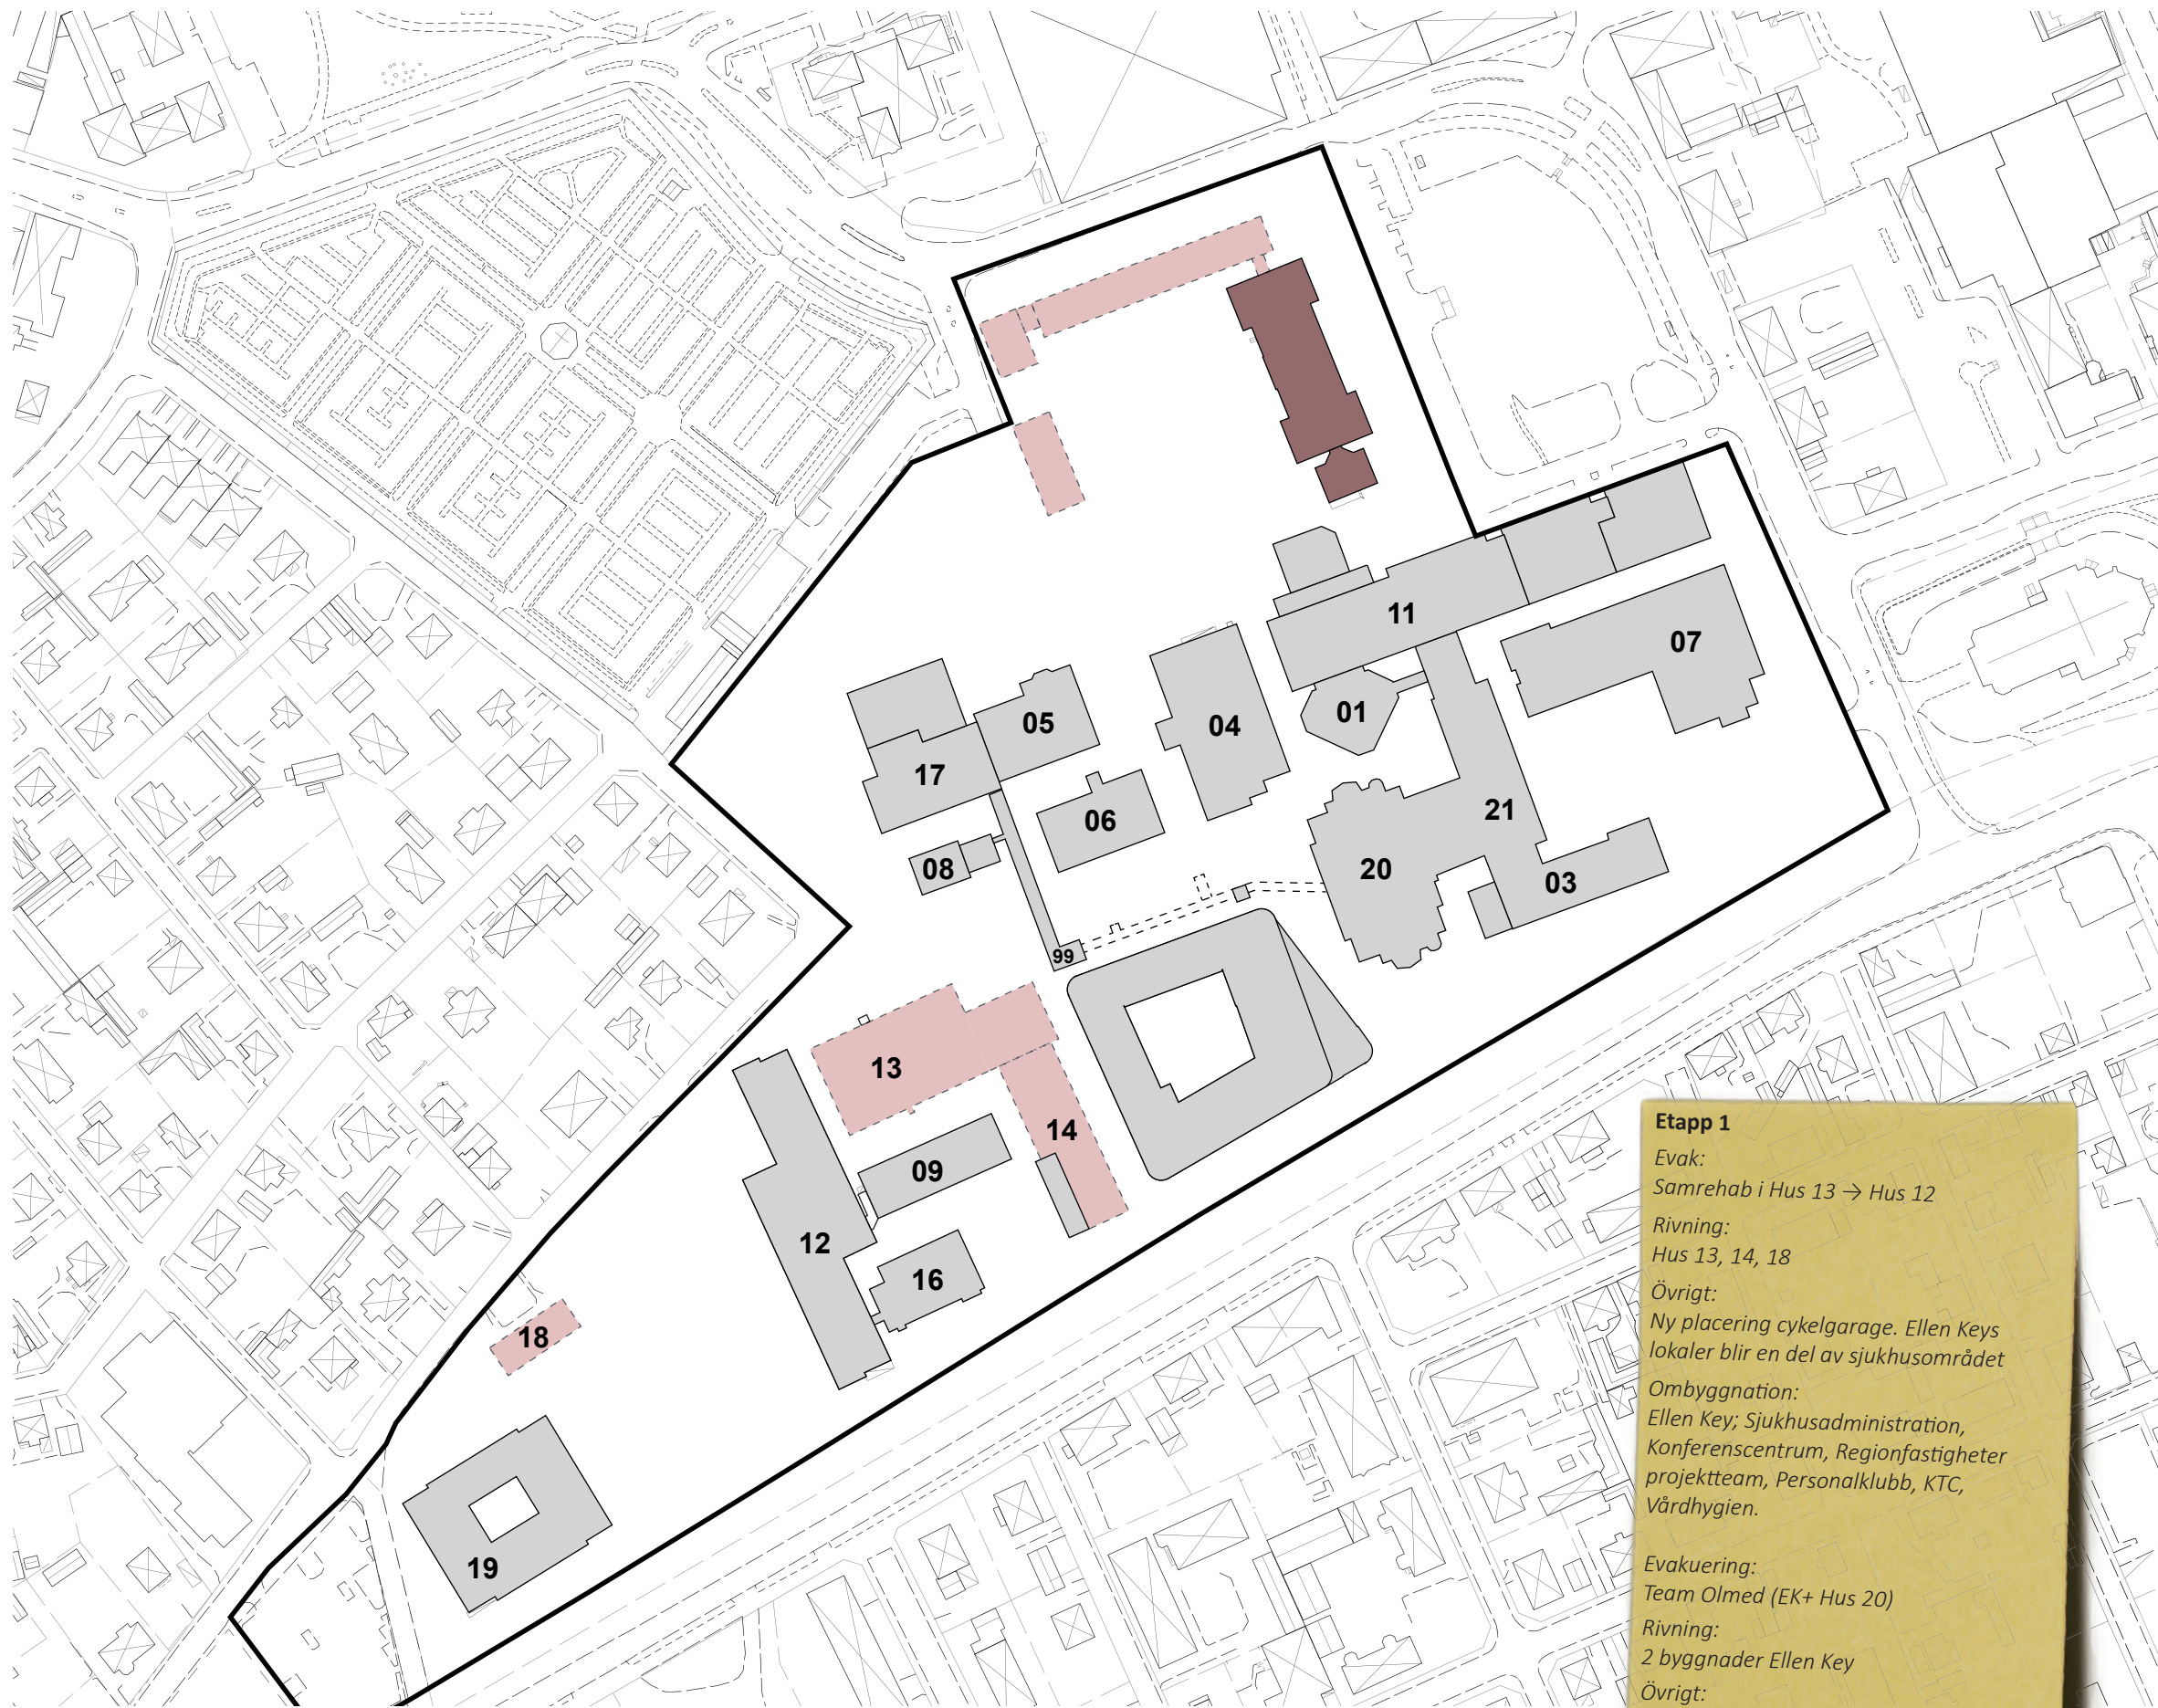 11
07
01
05
04
17
06
21
08
20
03
99
13
14
09
12
16
18
19
Etapp 1
Evak:
Samrehab i Hus 13 → Hus 12
Rivning:
Hus 13, 14, 18
Övrigt:
Ny placering cykelgarage. Ellen Keys
lokaler blir en del av sjukhusområdet
Ombyggnation:
Ellen Key; Sjukhusadministration,
Konferenscentrum, Regionfastigheter
projektteam, Personalklubb, KTC,
Vårdhygien.
Evakuering:
Team Olmed (EK+ Hus 20)
Rivning:
2 byggnader Ellen Key
Övrigt: